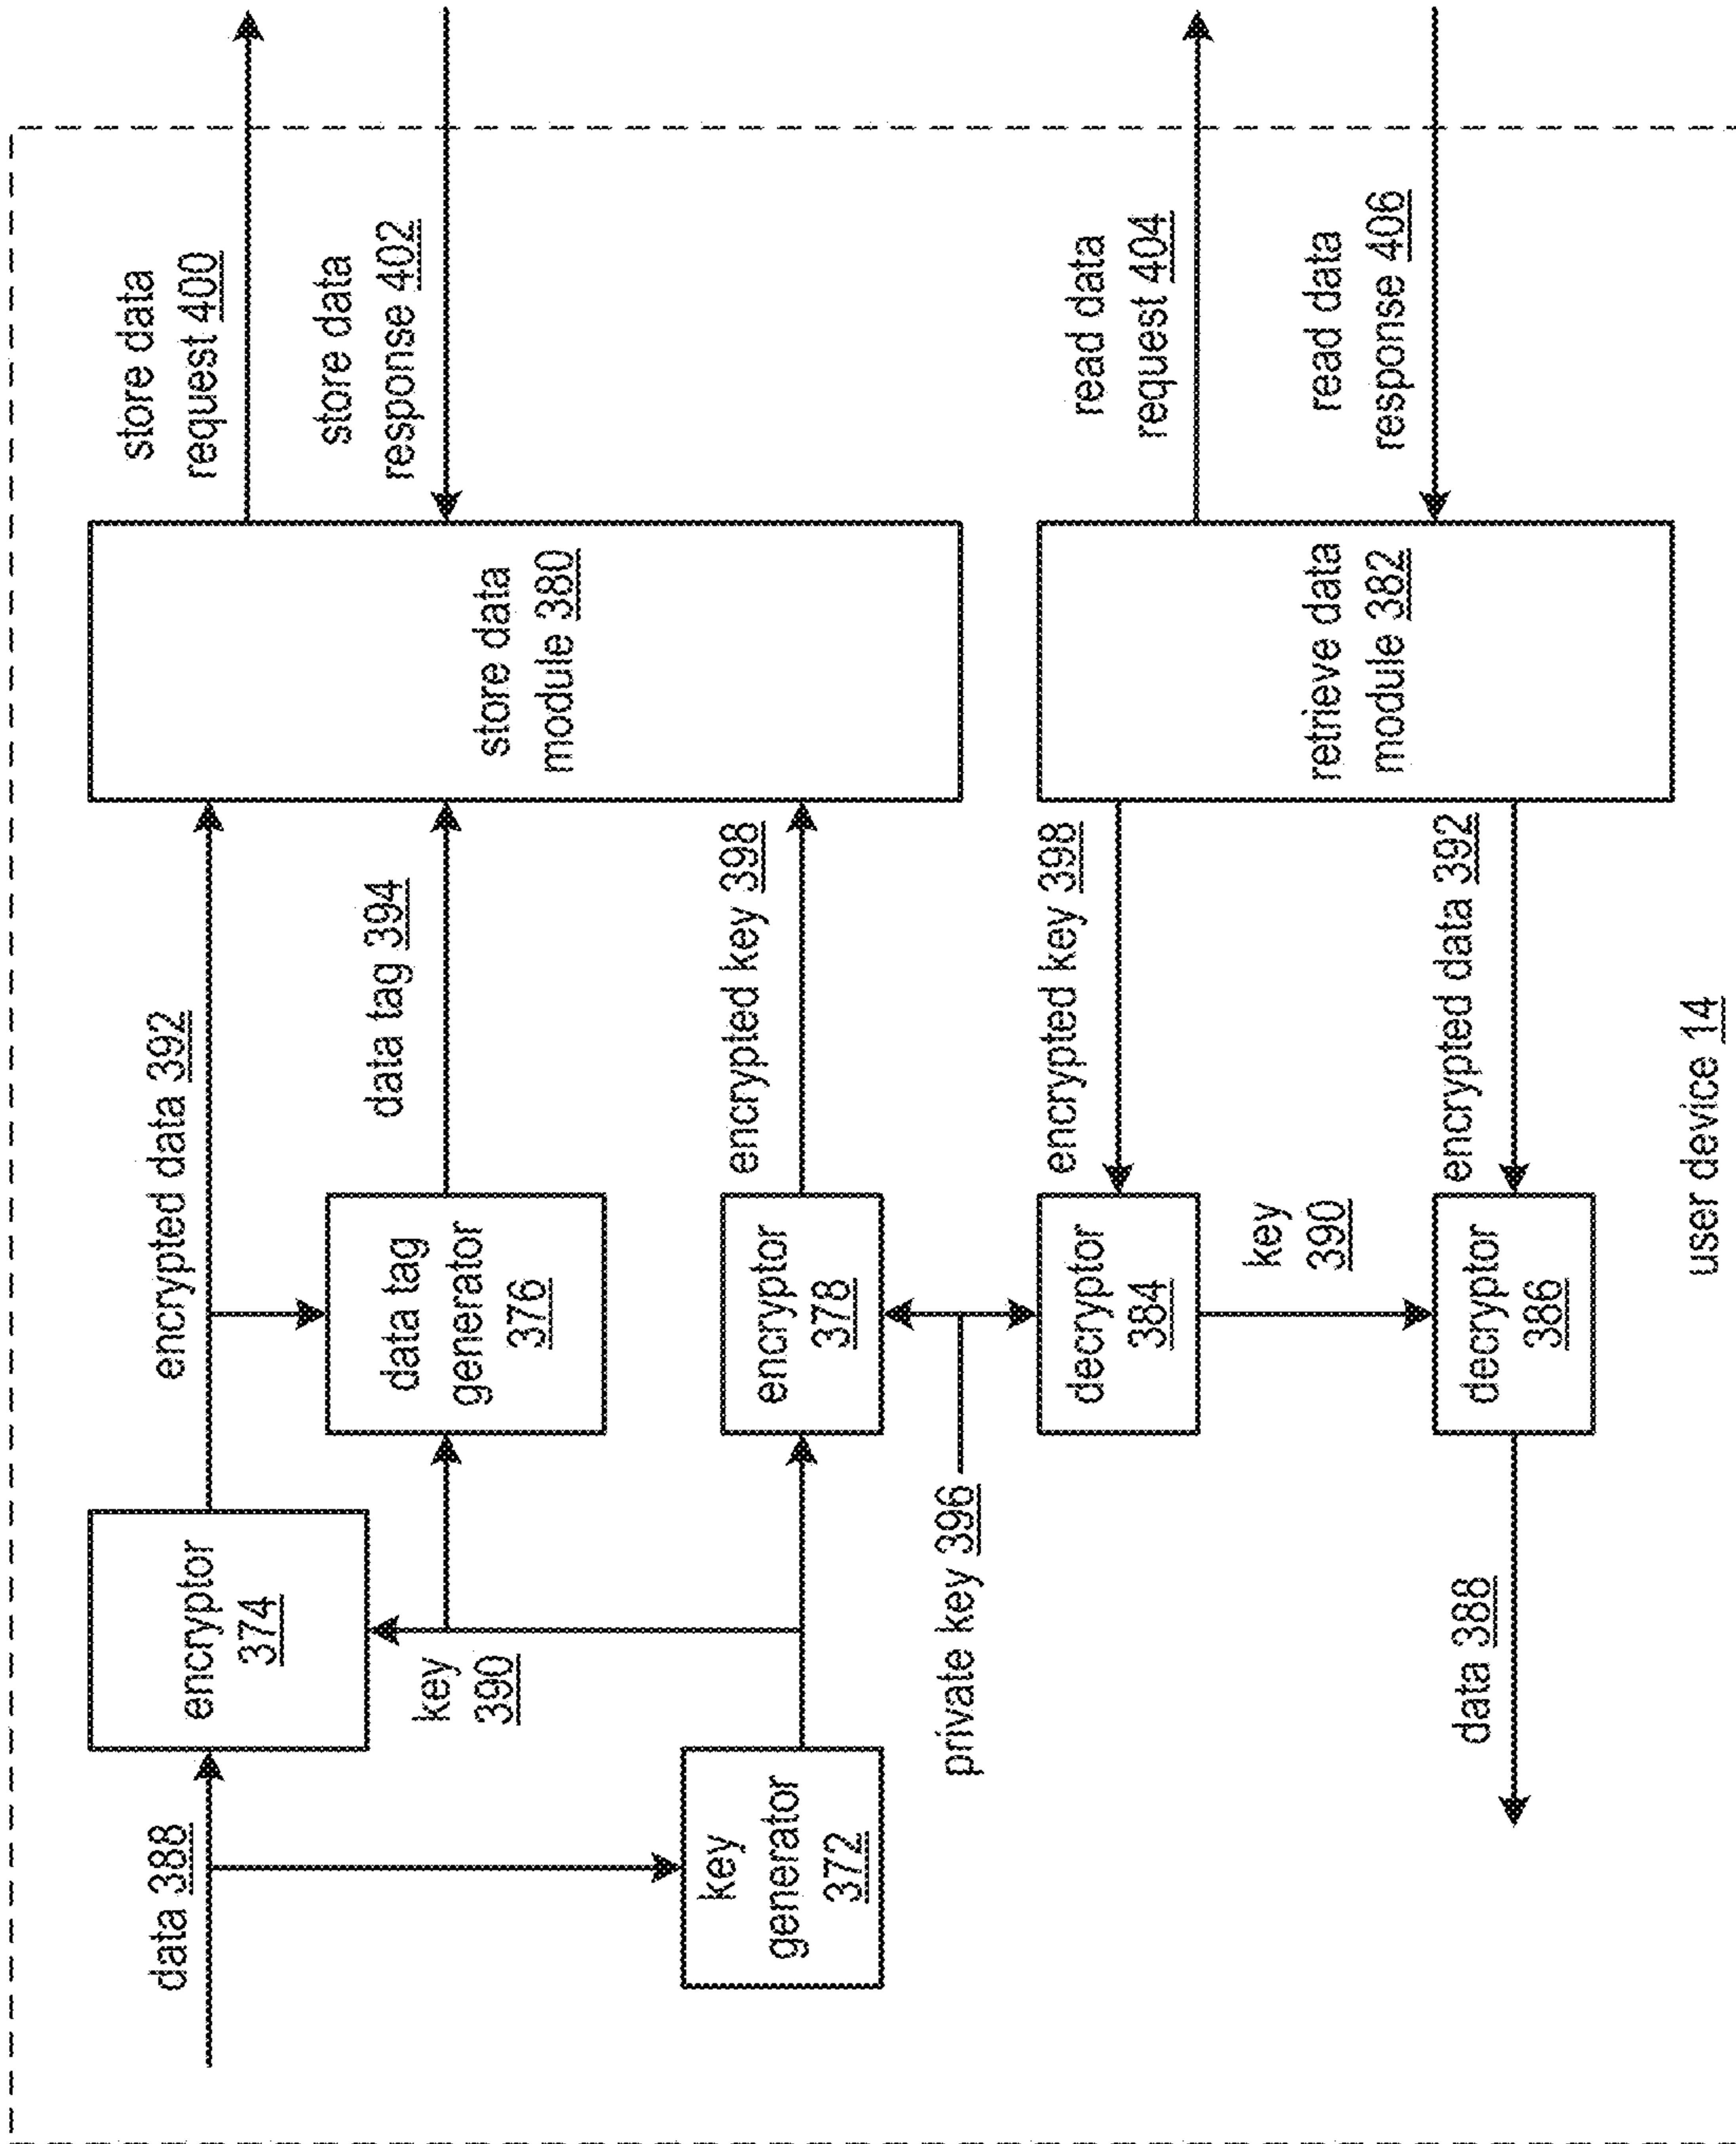 data 388
encryptor
374
encrypted data 392
store data
request 400
store data
response 402
key
390
data tag
generator
376
data tag 394
store data
module 380
key
generator
372
encryptor
378
encrypted key 398
private key 396
decryptor
384
encrypted key 398
retrieve data
module 382
read data
request 404
read data
response 406
key
390
data 388
decryptor
386
encrypted data 392
user device 14